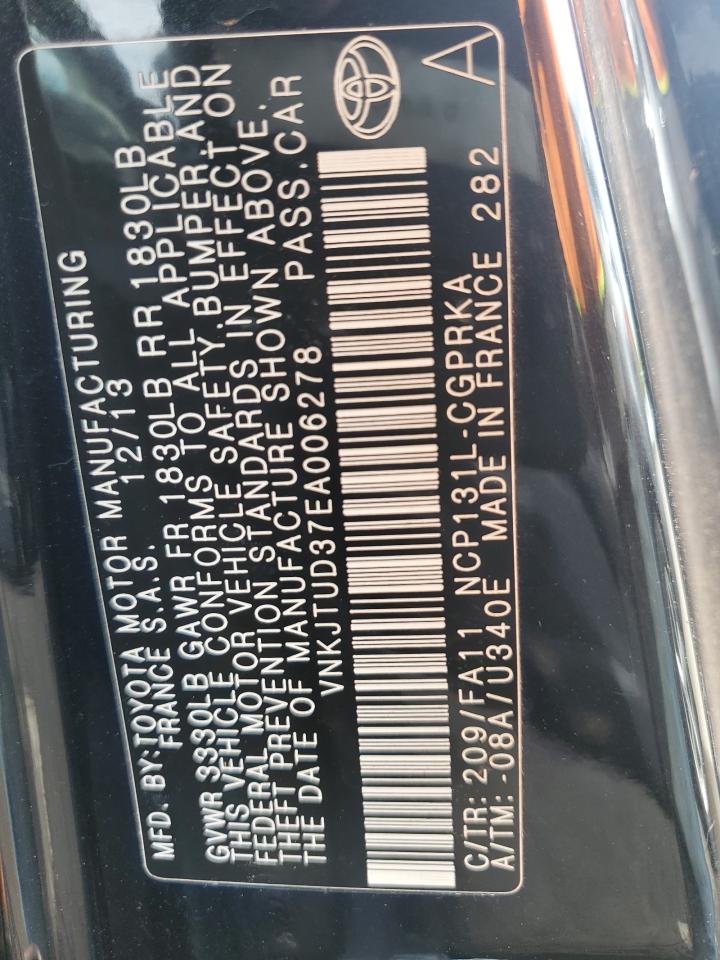 MFD. BY: TOYOTA MOTOR MANUFACTURING
FRANCE S.A.S. 12/13
GVWR 3330LB GAWR FR 1830LB RR 1830LB
THIS VEHICLE CONFORMS TO ALL APPLICABLE
FEDERAL MOTOR VEHICLE SAFETY, BUMPER, AND
THEFT PREVENTION STANDARDS IN EFFECT ON
THE DATE OF MANUFACTURE SHOWN ABOVE.
VNKJTUD37EA006278 PASS.CAR
C/TR: 209/FA11 NCP131L-CGPRKA
A/TM: -08A/U340E MADE IN FRANCE 282
A